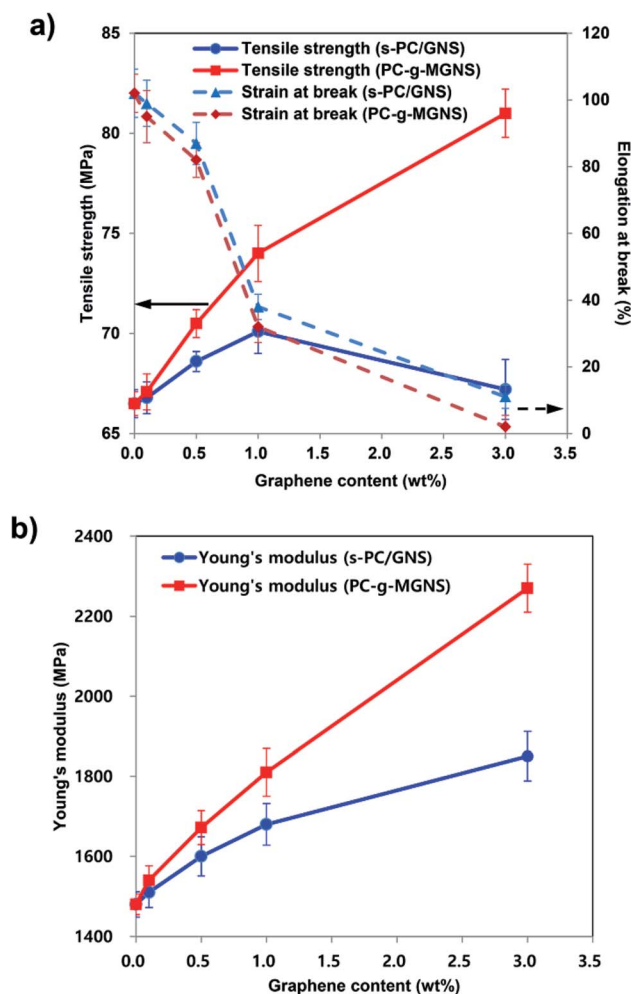 a)
Tensile strength (s-PC/GNS)
Tensile strength (PC-g-MGNS)
Strain at break (s-PC/GNS)
Strain at break (PC-g-MGNS)
Tensile strength (MPa)
85
80
75
70
65
0.0 0.5 1.0 1.5 2.0 2.5 3.0 3.5
Graphene content (wt%)
120
100
80
60
40
20
0
Elongation at break
(%)
b)
Young's modulus (s-PC/GNS)
Young's modulus (PC-g-MGNS)
Young's modulus (MPa)
2400
2200
2000
1800
1600
1400
0.0 0.5 1.0 1.5 2.0 2.5 3.0 3.5
Graphene content (wt%)